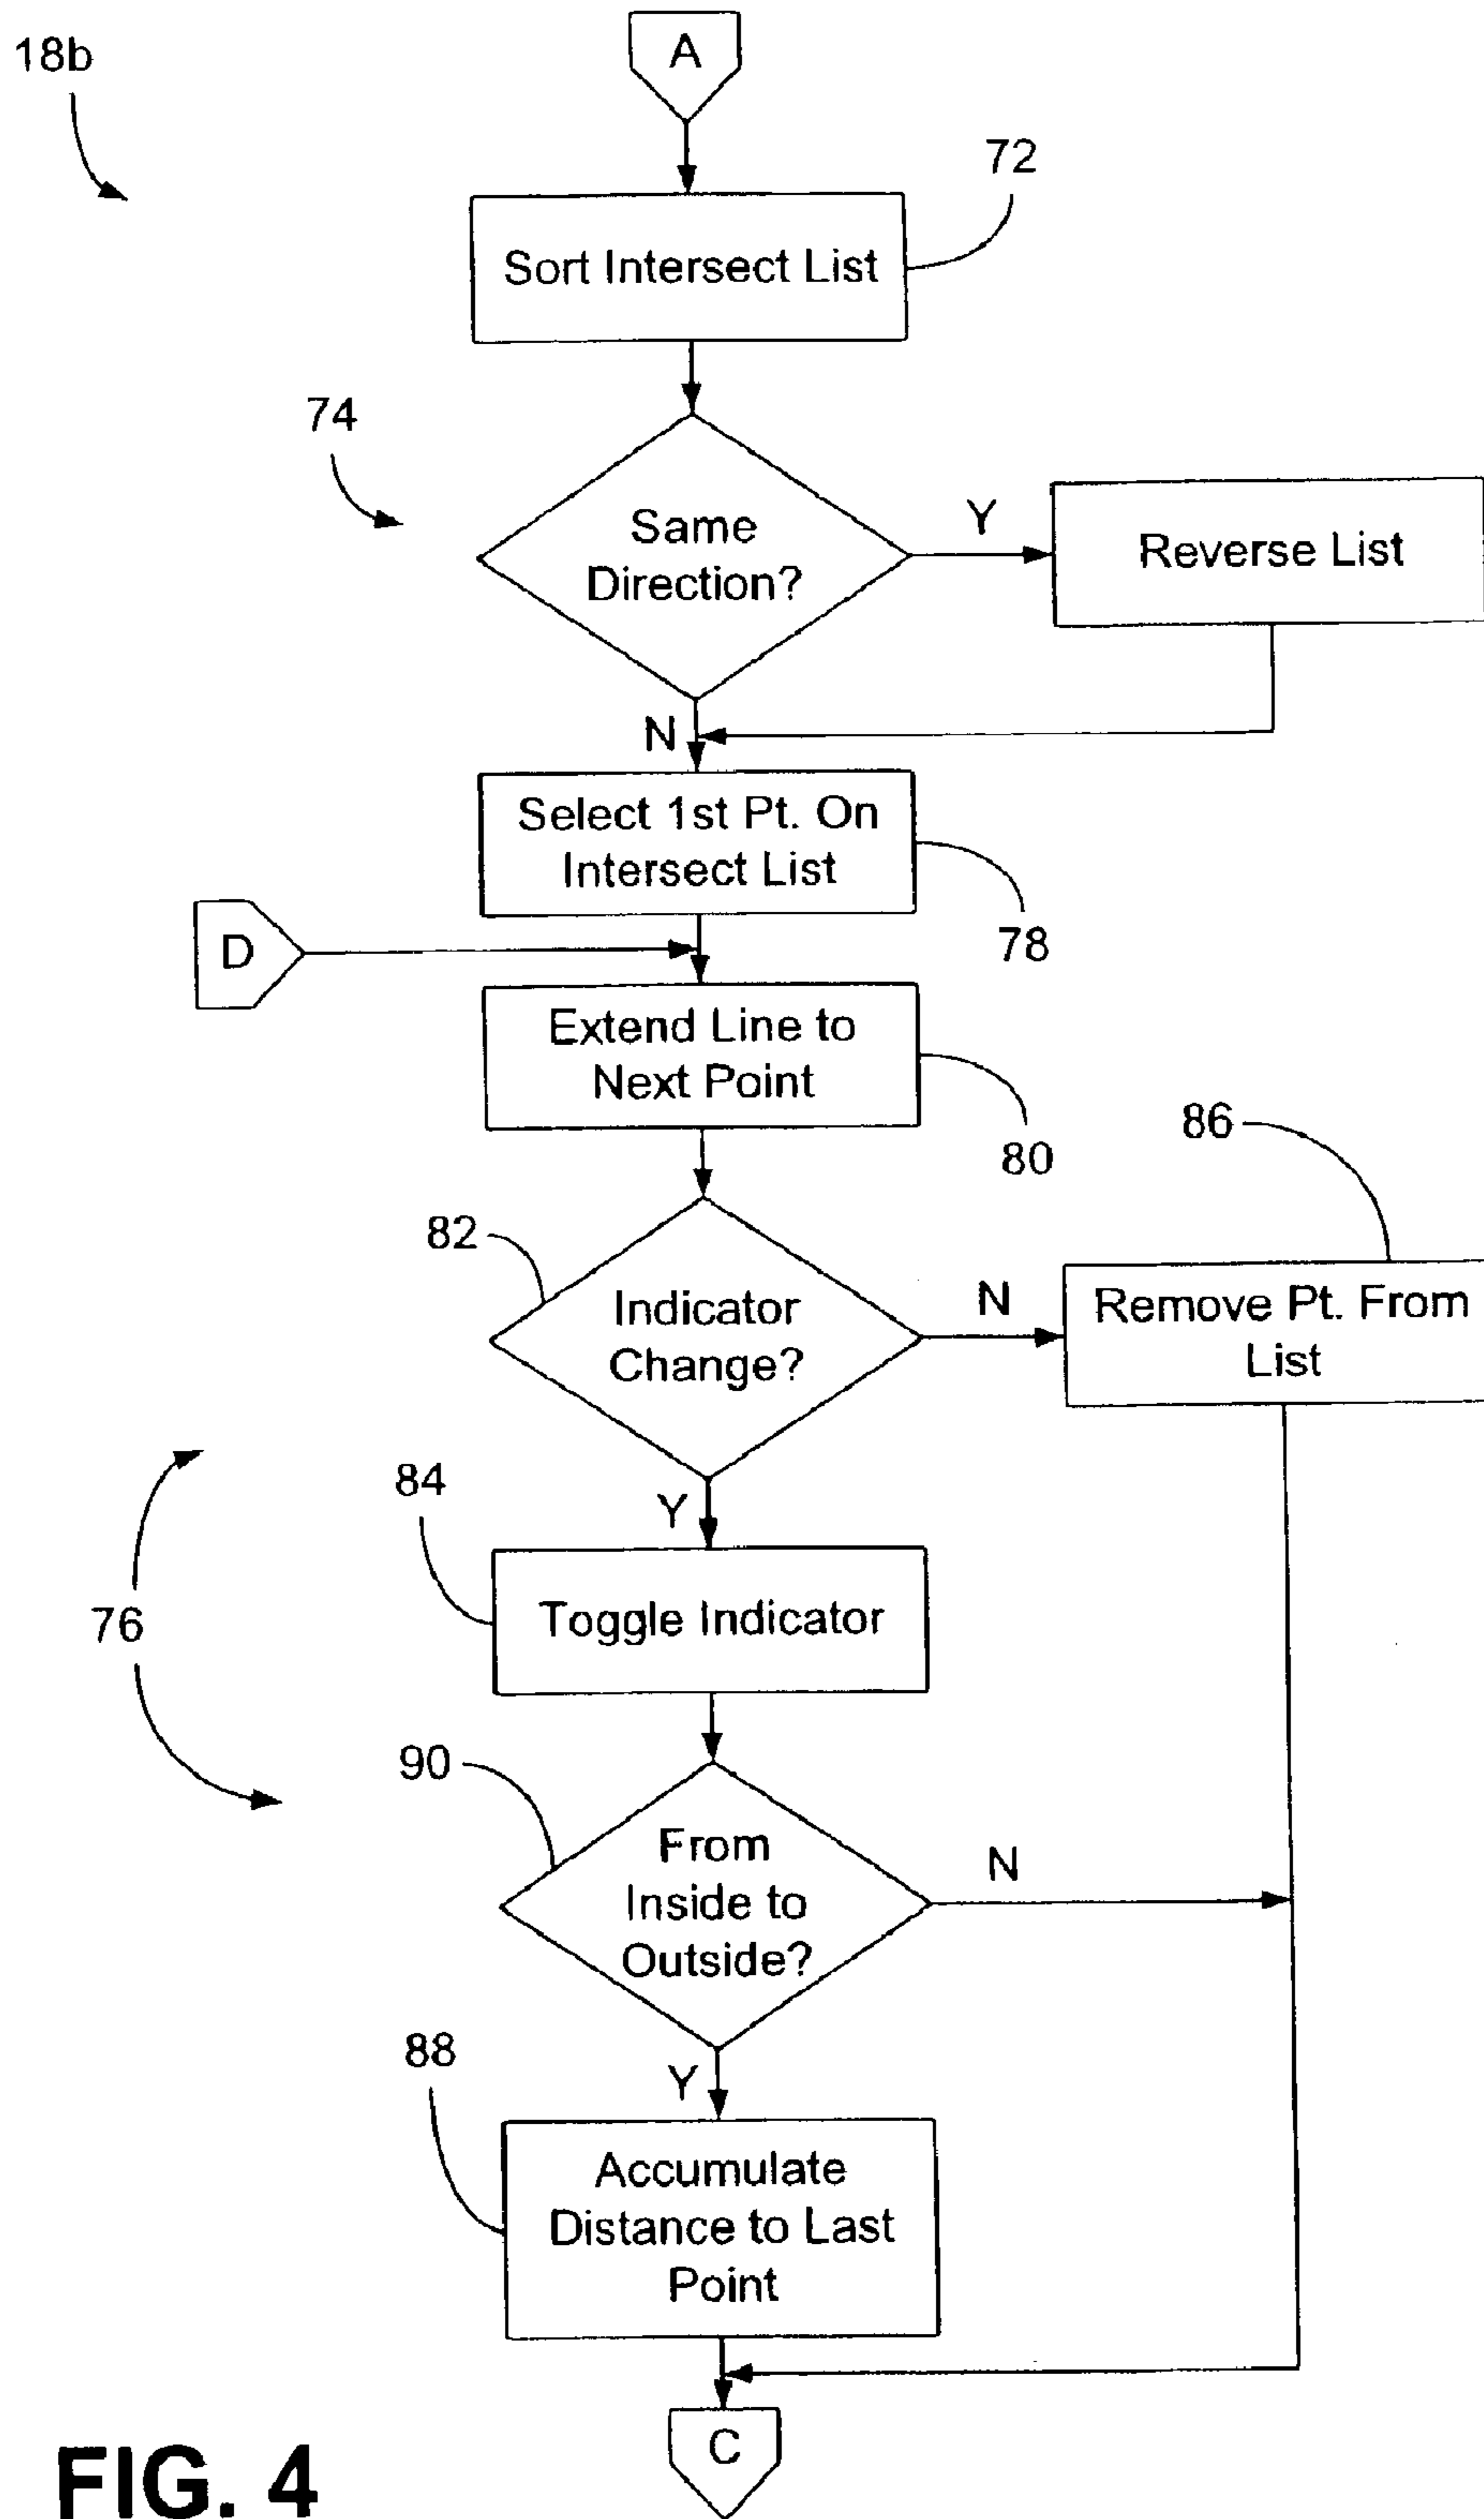 18b
A
72
Sort Intersect List
74
Same
Direction?
Y
Reverse List
N
Select 1st Pt. On
Intersect List
78
D
Extend Line to
Next Point
80
86
82
Indicator
Change?
N
Remove Pt. From
List
84
Y
Toggle Indicator
76
90
From
Inside to
Outside?
N
88
Y
Accumulate
Distance to Last
Point
C
FIG. 4